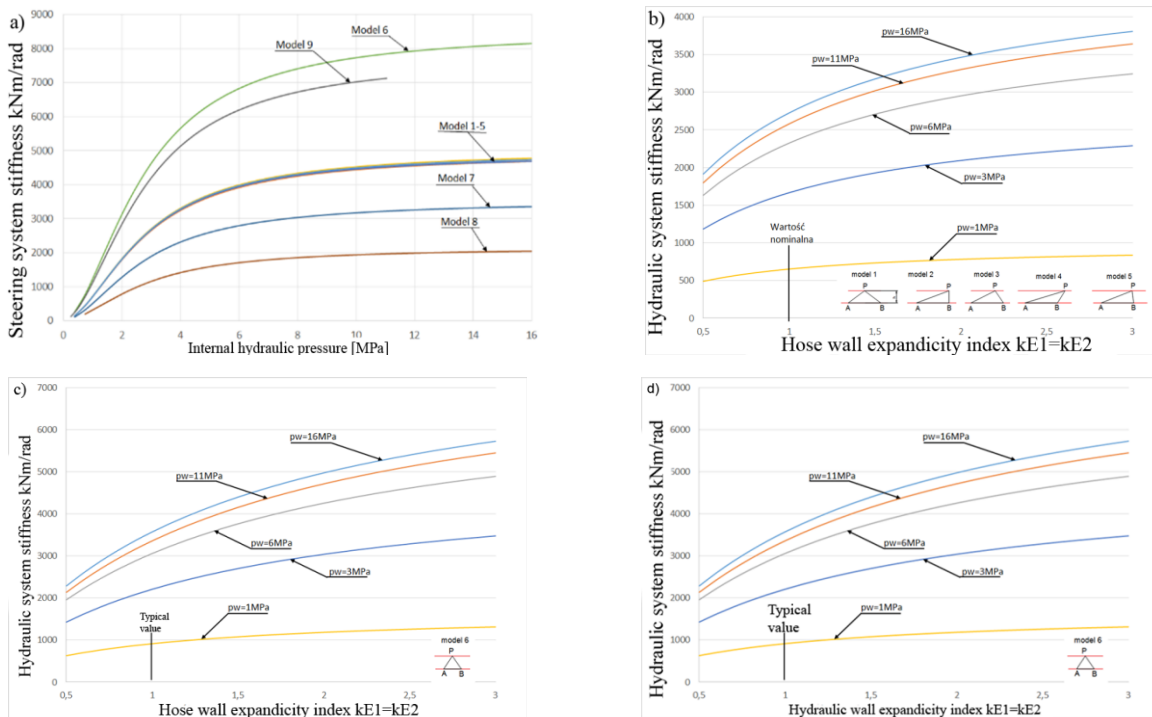 a)
Steering system stiffness kNm/rad
9000
8000
7000
6000
5000
4000
3000
2000
1000
0
Model 6
Model 9
Model 1-5
Model 7
Model 8
0 2 4 6 8 10 12 14 16
Internal hydraulic pressure [MPa]
b)
Hydraulic system stiffness kNm/rad
4000
3500
3000
2500
2000
1500
1000
500
0
pw=16MPa
pw=11MPa
pw=6MPa
pw=3MPa
Wartość
nominalna
pw=1MPa
model 1 model 2 model 3 model 4 model 5
P P P P P
A B A B A B A B A B
0,5 1 1,5 2 2,5 3
Hose wall expandicity index kE1=kE2
c)
Hydraulic system stiffness kNm/rad
7000
6000
5000
4000
3000
2000
1000
0
pw=16MPa
pw=11MPa
pw=6MPa
pw=3MPa
Typical
value
pw=1MPa
model 6
P
A B
0,5 1 1,5 2 2,5 3
Hose wall expandicity index kE1=kE2
d)
Hydraulic system stiffness kNm/rad
7000
6000
5000
4000
3000
2000
1000
0
pw=16MPa
pw=11MPa
pw=6MPa
pw=3MPa
Typical
value
pw=1MPa
model 6
P
A B
0,5 1 1,5 2 2,5 3
Hydraulic wall expandicity index kE1=kE2